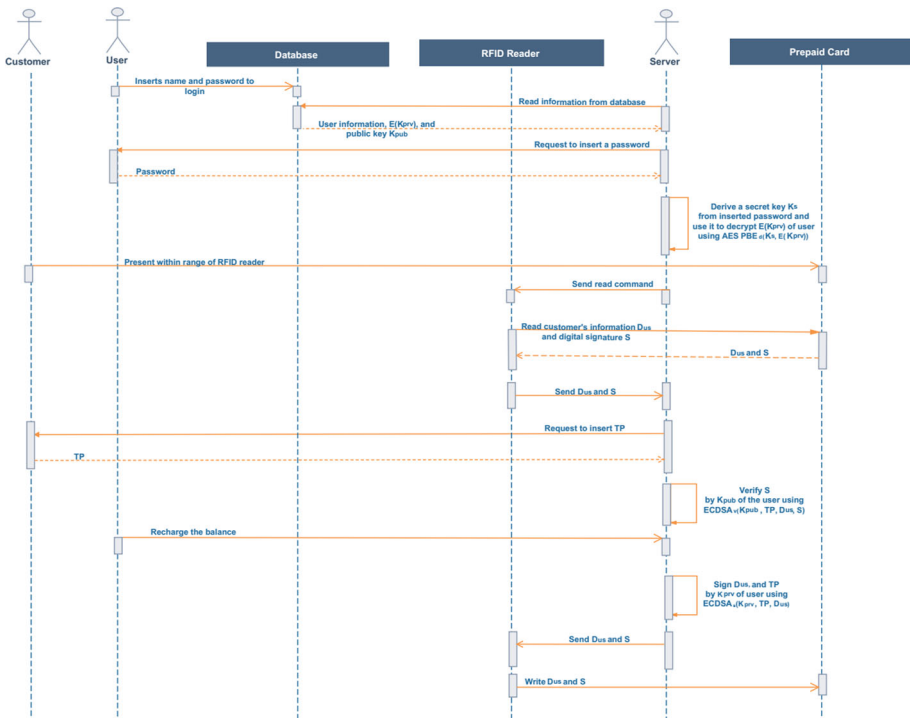 Customer
User
Database
RFID Reader
Server
Prepaid Card
Inserts name and password to
login
Read information from database
User information, E(Kprv), and
public key Kpub
Request to insert a password
Password
Derive a secret key Ks
from inserted password and
use it to decrypt E(Kprv) of user
using AES PBE d(Ks, E( Kprv))
Present within range of RFID reader
Send read command
Read customer's information Dus
and digital signature S
Dus and S
Send Dus and S
Request to insert TP
TP
Verify S
by Kpub of the user using
ECDSA v(Kpub , TP, Dus, S)
Recharge the balance
Sign Dus, and TP
by Kprv of user using
ECDSA s(Kprv , TP, Dus)
Send Dus and S
Write Dus and S